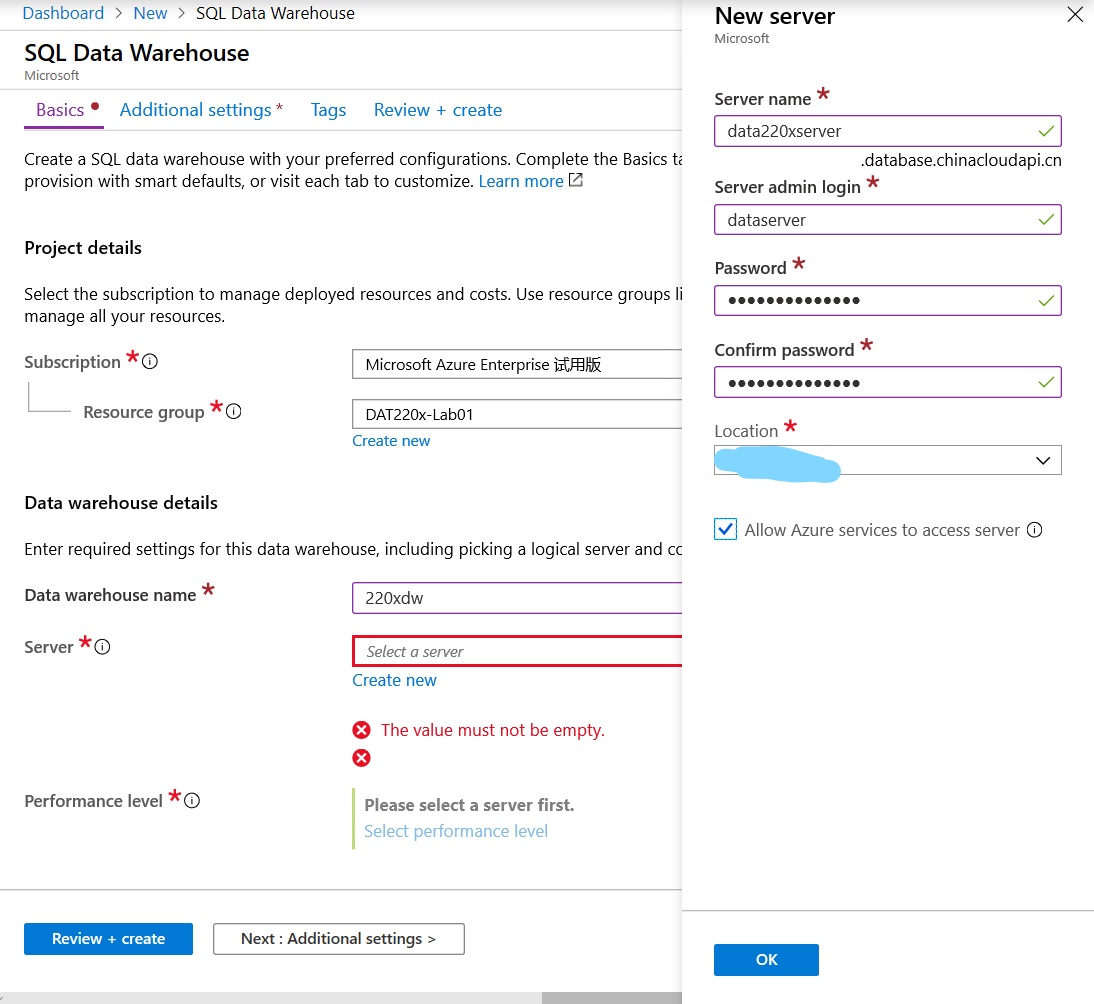 Dashboard > New > SQL Data Warehouse
SQL Data Warehouse
Microsoft
Basics Additional settings * Tags Review + create
Create a SQL data warehouse with your preferred configurations. Complete the Basics ta
provision with smart defaults, or visit each tab to customize. Learn more
Project details
Select the subscription to manage deployed resources and costs. Use resource groups li
manage all your resources.
Subscription *
Microsoft Azure Enterprise 试用版
Resource group *
DAT220x-Lab01
Create new
Data warehouse details
Enter required settings for this data warehouse, including picking a logical server and co
Data warehouse name *
220xdw
Server *
Select a server
Create new
The value must not be empty.
Performance level *
Please select a server first.
Select performance level
Review + create
Next : Additional settings >
New server
Microsoft
Server name *
data220xserver
.database.chinacloudapi.cn
Server admin login *
dataserver
Password *
••••••••••••••
Confirm password *
••••••••••••••
Location *
Allow Azure services to access server
OK